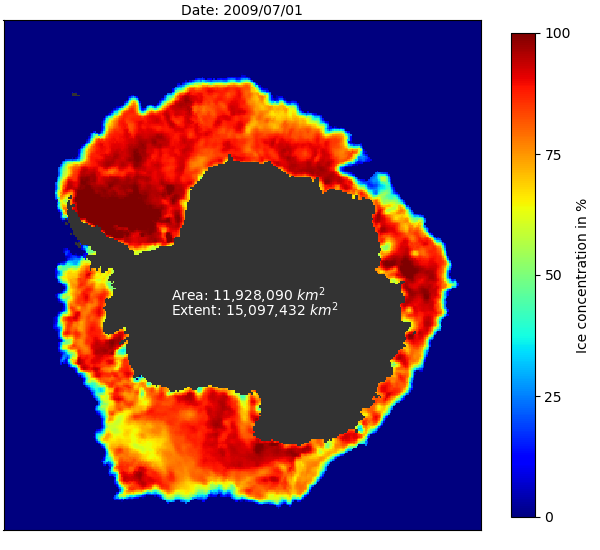 Date: 2009/07/01
100
75
50
25
0
Ice concentration in %
Area: 11,928,090 km²
Extent: 15,097,432 km²